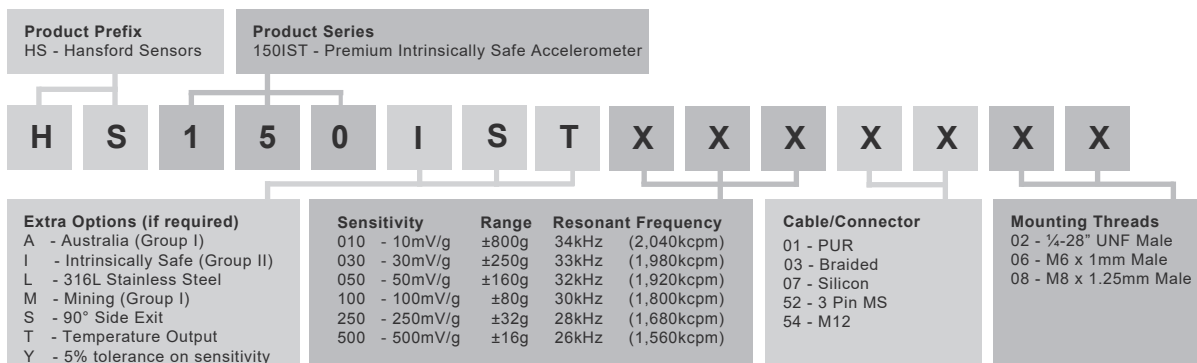 Product Prefix
HS - Hansford Sensors
Product Series
150IST - Premium Intrinsically Safe Accelerometer
H S 1 5 0 I S T X X X X X X X
Extra Options (if required)
A - Australia (Group I)
I - Intrinsically Safe (Group II)
L - 316L Stainless Steel
M - Mining (Group I)
S - 90° Side Exit
T - Temperature Output
Y - 5% tolerance on sensitivity
Sensitivity Range Resonant Frequency
010 - 10mV/g ±800g 34kHz (2,040kcpm)
030 - 30mV/g ±250g 33kHz (1,980kcpm)
050 - 50mV/g ±160g 32kHz (1,920kcpm)
100 - 100mV/g ±80g 30kHz (1,800kcpm)
250 - 250mV/g ±32g 28kHz (1,680kcpm)
500 - 500mV/g ±16g 26kHz (1,560kcpm)
Cable/Connector
01 - PUR
03 - Braided
07 - Silicon
52 - 3 Pin MS
54 - M12
Mounting Threads
02 - ¼-28" UNF Male
06 - M6 x 1mm Male
08 - M8 x 1.25mm Male